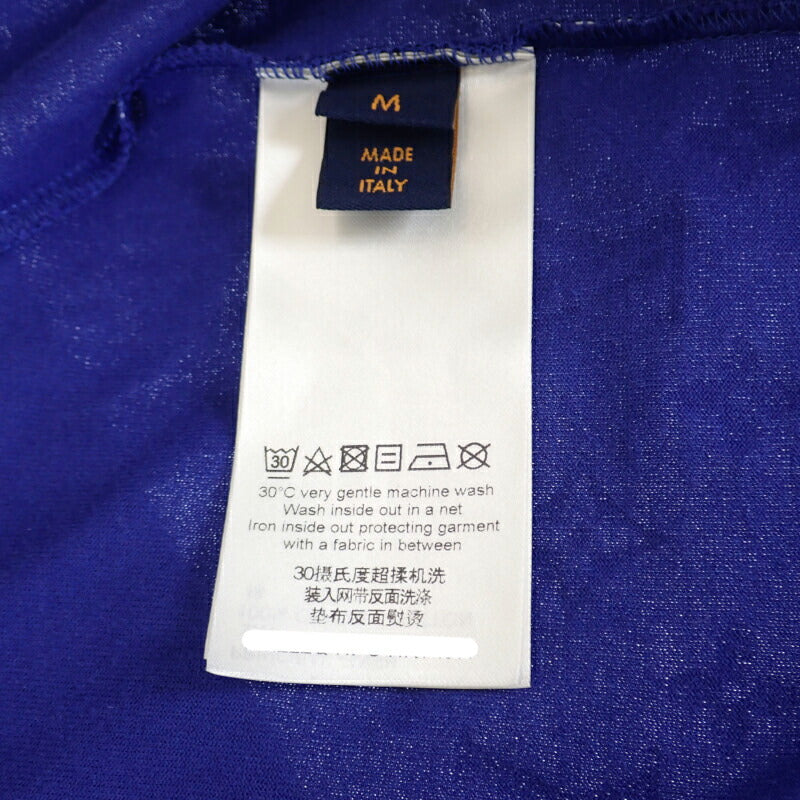 M
MADE
IN
ITALY
30
30°C very gentle machine wash
Wash inside out in a net
Iron inside out protecting garment
with a fabric in between
30摄氏度超揉机洗
装入网带反面洗涤
垫布反面熨烫